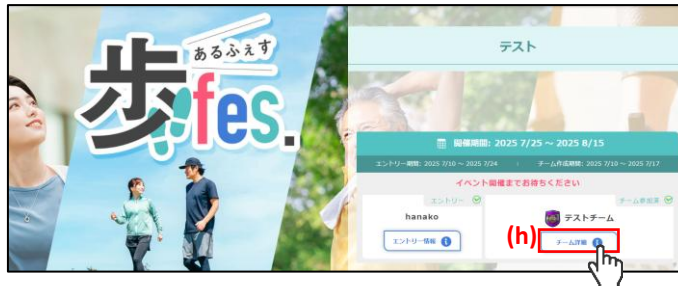 あるふぇす
歩fes.
テスト
開催期間: 2025 7/25 ～ 2025 8/15
エントリー期間: 2025 7/10 ～ 2025 7/24
チーム作成期間: 2025 7/10 ～ 2025 7/17
イベント開催までお待ちください
エントリー
hanako
エントリー情報
チーム参加済
テストチーム
(h)
チーム詳細